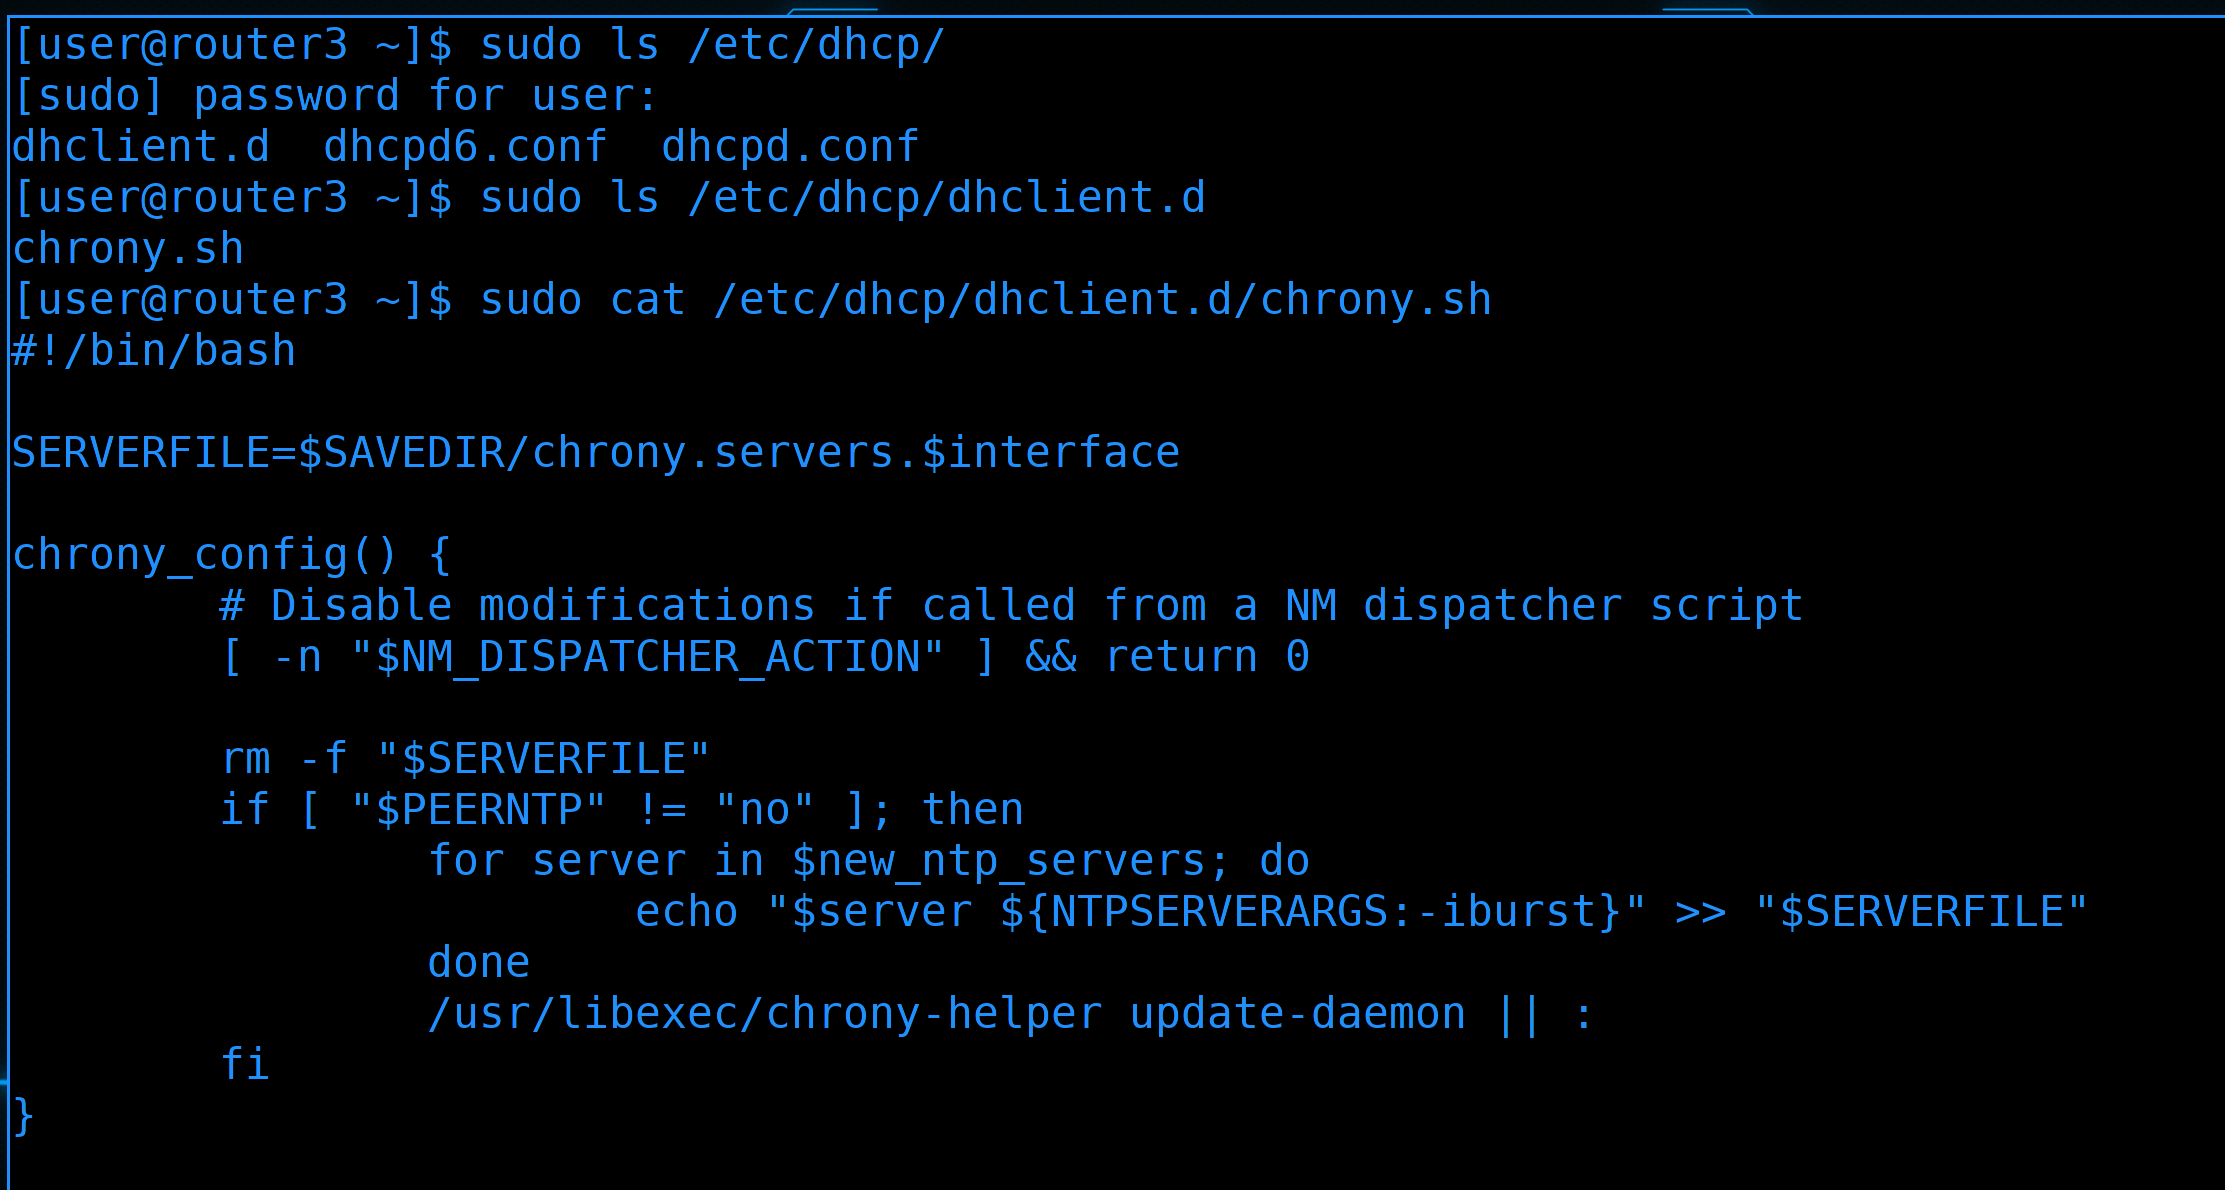 [user@router3 ~]$ sudo ls /etc/dhcp/
[sudo] password for user:
dhclient.d  dhcpd6.conf  dhcpd.conf
[user@router3 ~]$ sudo ls /etc/dhcp/dhclient.d
chrony.sh
[user@router3 ~]$ sudo cat /etc/dhcp/dhclient.d/chrony.sh
#!/bin/bash

SERVERFILE=$SAVEDIR/chrony.servers.$interface

chrony_config() {
        # Disable modifications if called from a NM dispatcher script
        [ -n "$NM_DISPATCHER_ACTION" ] && return 0

        rm -f "$SERVERFILE"
        if [ "$PEERNTP" != "no" ]; then
                for server in $new_ntp_servers; do
                        echo "$server ${NTPSERVERARGS:-iburst}" >> "$SERVERFILE"
                done
                /usr/libexec/chrony-helper update-daemon || :
        fi
}